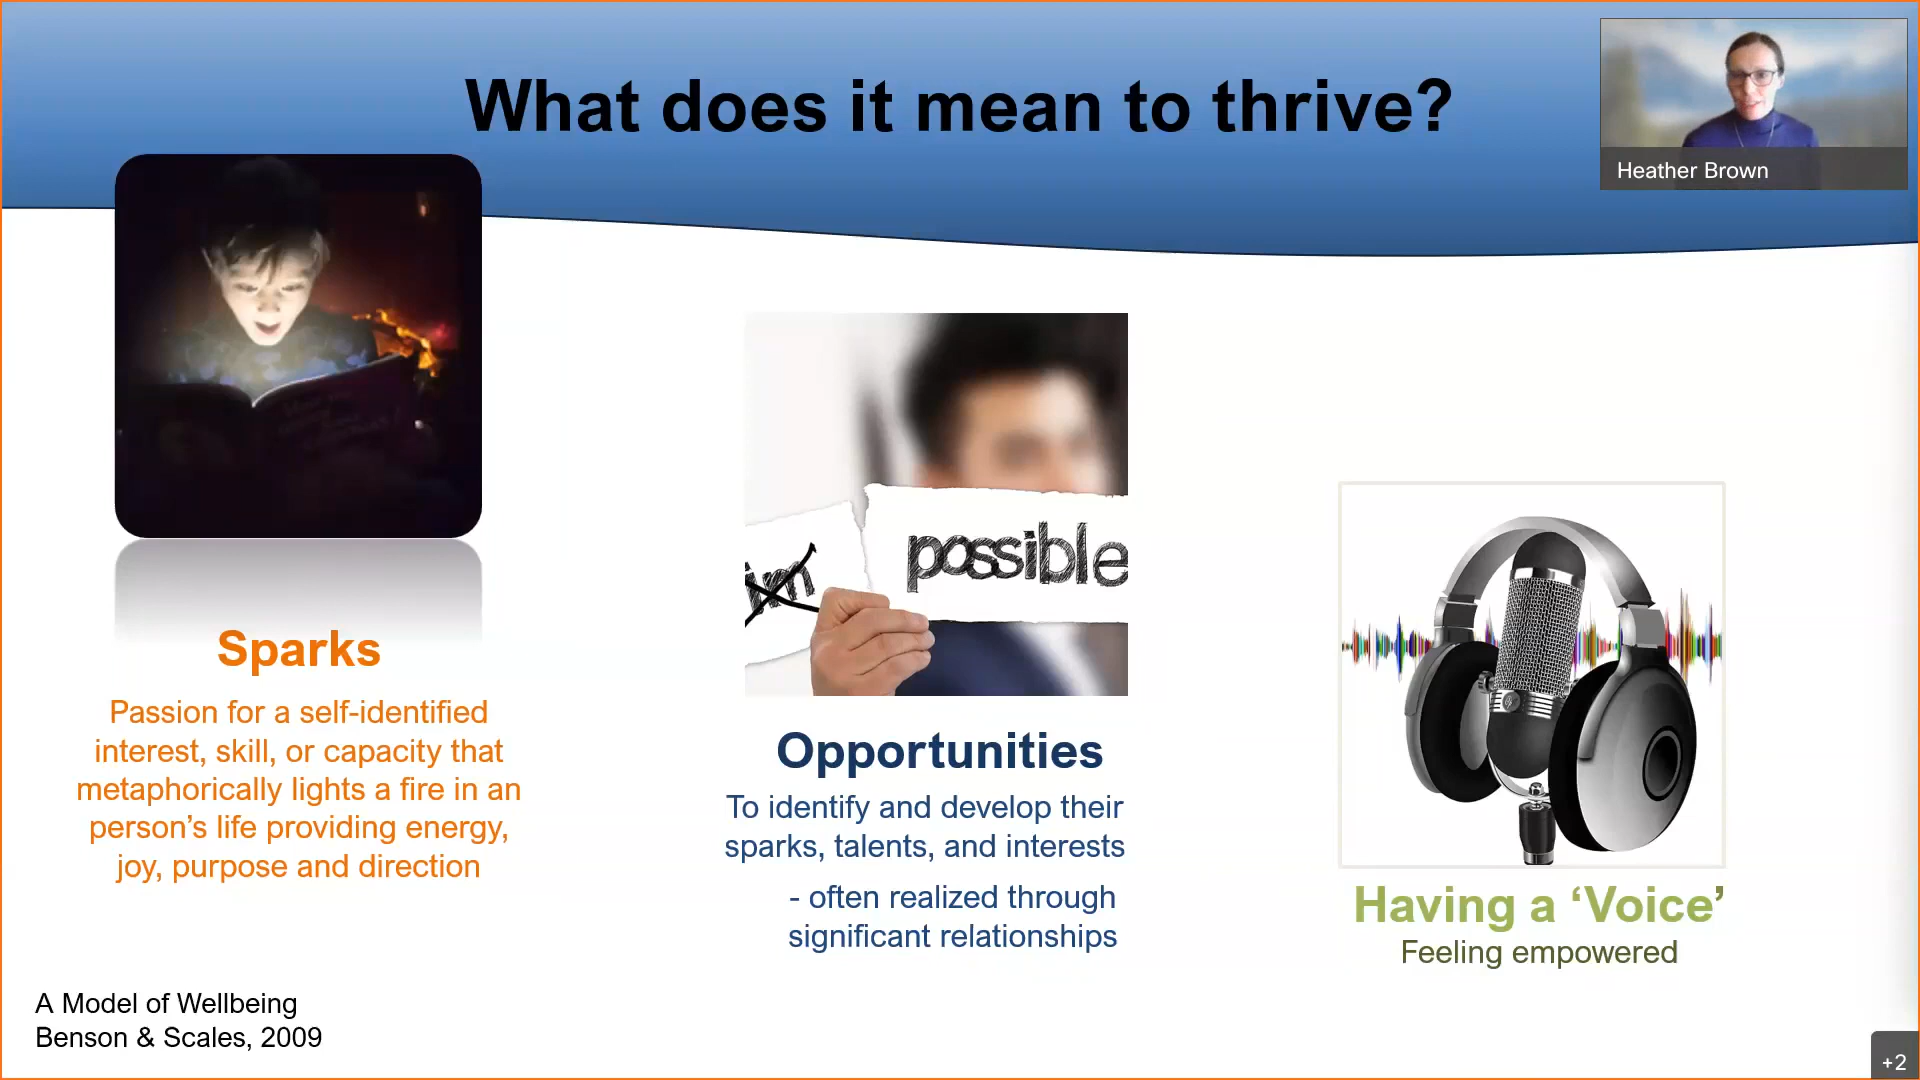 What does it mean to thrive?
Heather Brown
im
possible
Sparks
Passion for a self-identified
interest, skill, or capacity that
metaphorically lights a fire in an
person’s life providing energy,
joy, purpose and direction
Opportunities
To identify and develop their
sparks, talents, and interests
- often realized through
significant relationships
Having a ‘Voice’
Feeling empowered
A Model of Wellbeing
Benson & Scales, 2009
+2